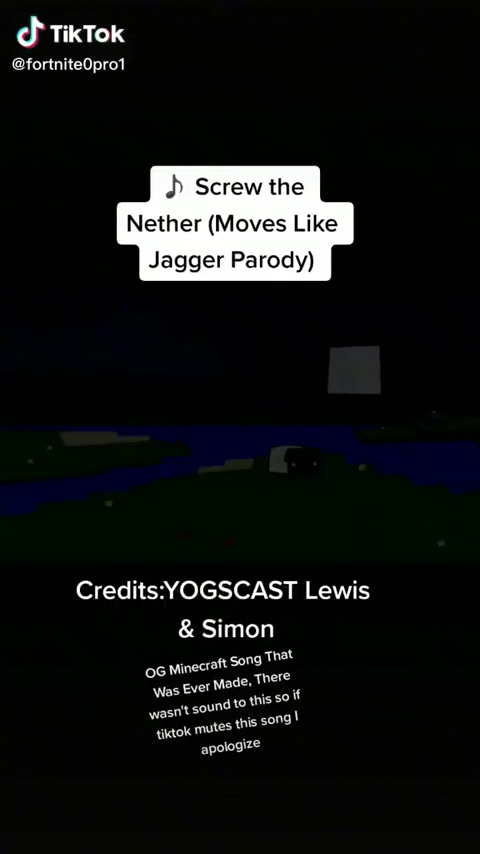 TikTok
@fortnite0pro1
♪ Screw the
Nether (Moves Like
Jagger Parody)
Credits:YOGSCAST Lewis
& Simon
OG Minecraft Song That
Was Ever Made, There
wasn't sound to this so if
tiktok mutes this song I
apologize